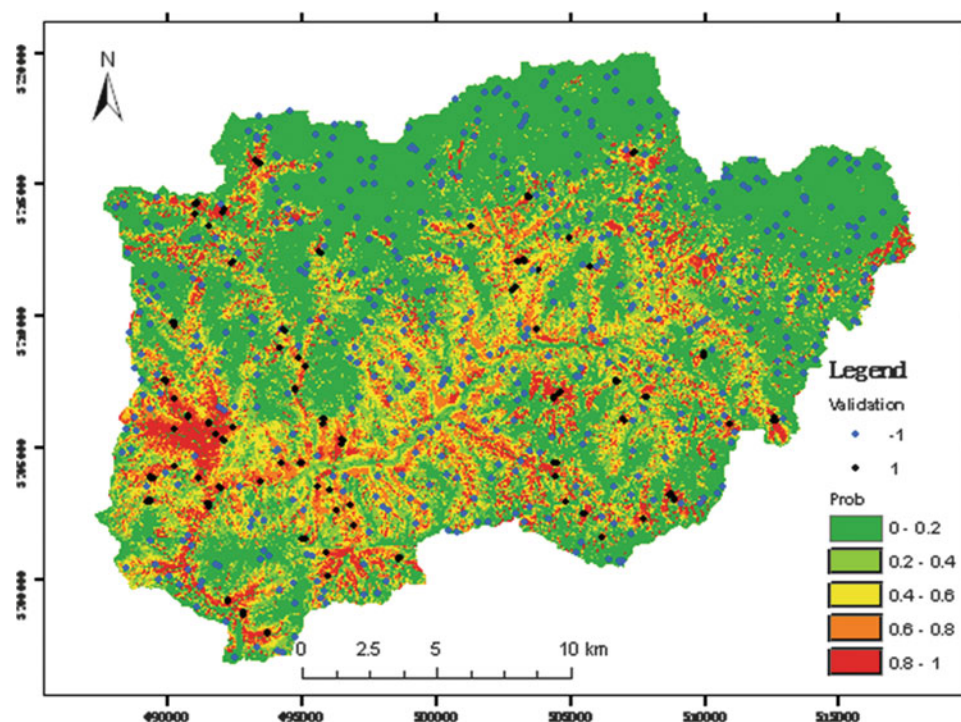 N
Legend
Validation
-1
1
Prob
0 - 0.2
0.2 - 0.4
0.4 - 0.6
0.6 - 0.8
0.8 - 1
0 2.5 5 10 km
490000 495000 500000 505000 510000 515000